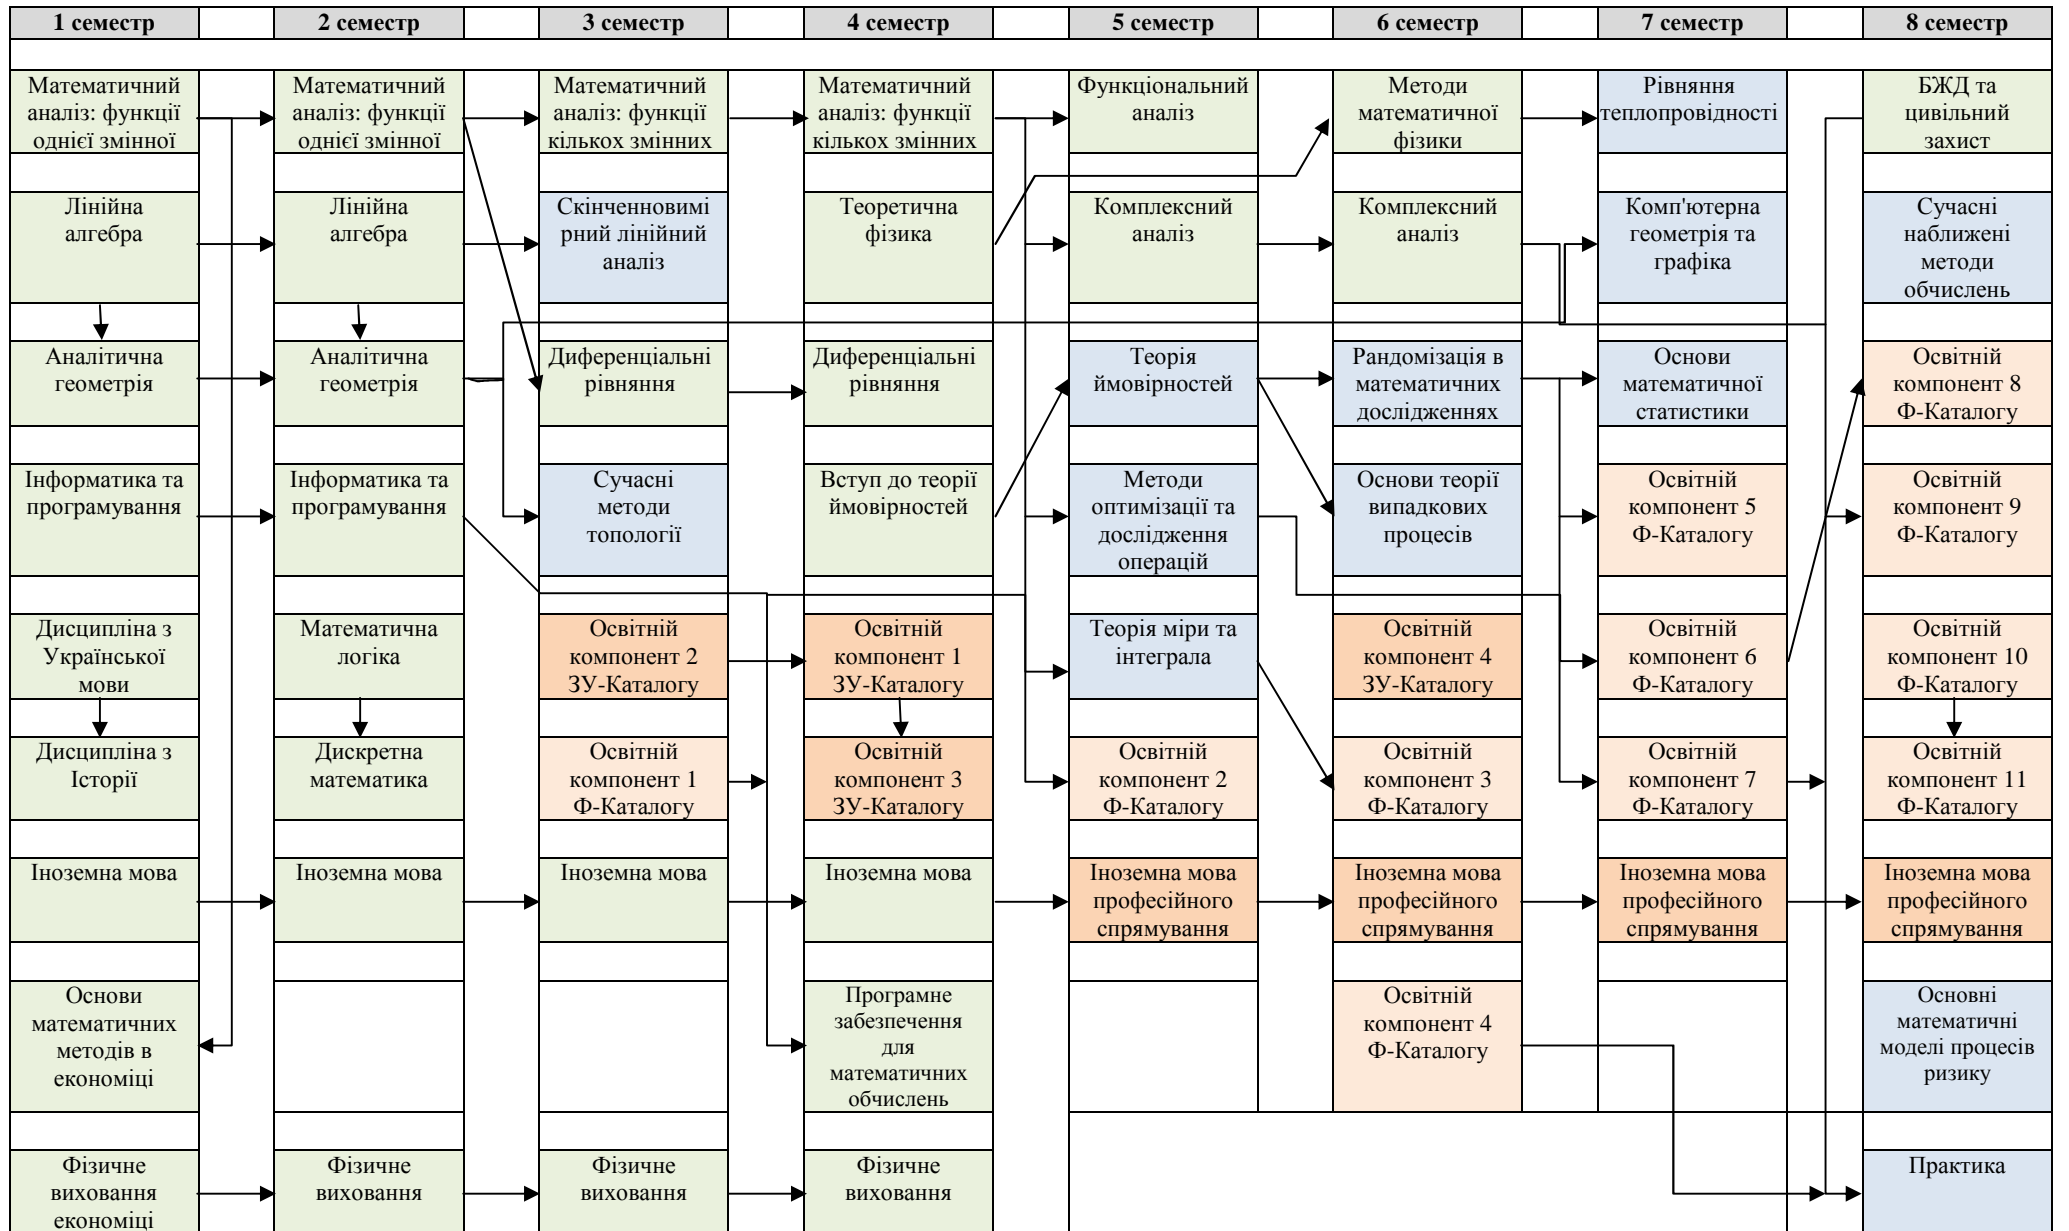 1 семестр
2 семестр
3 семестр
4 семестр
5 семестр
6 семестр
7 семестр
8 семестр
Математичний
аналіз: функції
однієї змінної
Математичний
аналіз: функції
однієї змінної
Математичний
аналіз: функції
кількох змінних
Математичний
аналіз: функції
кількох змінних
Функціональний
аналіз
Методи
математичної
фізики
Рівняння
теплопровідності
БЖД та
цивільний
захист
Лінійна
алгебра
Лінійна
алгебра
Скінченновимі
рний лінійний
аналіз
Теоретична
фізика
Комплексний
аналіз
Комплексний
аналіз
Комп'ютерна
геометрія та
графіка
Сучасні
наближені
методи
обчислень
Аналітична
геометрія
Аналітична
геометрія
Диференціальні
рівняння
Диференціальні
рівняння
Теорія
ймовірностей
Рандомізація в
математичних
дослідженнях
Основи
математичної
статистики
Освітній
компонент 8
Ф-Каталогу
Інформатика та
програмування
Інформатика та
програмування
Сучасні
методи
топології
Вступ до теорії
ймовірностей
Методи
оптимізації та
дослідження
операцій
Основи теорії
випадкових
процесів
Освітній
компонент 5
Ф-Каталогу
Освітній
компонент 9
Ф-Каталогу
Дисципліна з
Української
мови
Математична
логіка
Освітній
компонент 2
ЗУ-Каталогу
Освітній
компонент 1
ЗУ-Каталогу
Теорія міри та
інтеграла
Освітній
компонент 4
ЗУ-Каталогу
Освітній
компонент 6
Ф-Каталогу
Освітній
компонент 10
Ф-Каталогу
Дисципліна з
Історії
Дискретна
математика
Освітній
компонент 1
Ф-Каталогу
Освітній
компонент 3
ЗУ-Каталогу
Освітній
компонент 2
Ф-Каталогу
Освітній
компонент 3
Ф-Каталогу
Освітній
компонент 7
Ф-Каталогу
Освітній
компонент 11
Ф-Каталогу
Іноземна мова
Іноземна мова
Іноземна мова
Іноземна мова
Іноземна мова
професійного
спрямування
Іноземна мова
професійного
спрямування
Іноземна мова
професійного
спрямування
Іноземна мова
професійного
спрямування
Основи
математичних
методів в
економіці
Програмне
забезпечення
для
математичних
обчислень
Освітній
компонент 4
Ф-Каталогу
Основні
математичні
моделі процесів
ризику
Фізичне
виховання
економіці
Фізичне
виховання
Фізичне
виховання
Фізичне
виховання
Практика